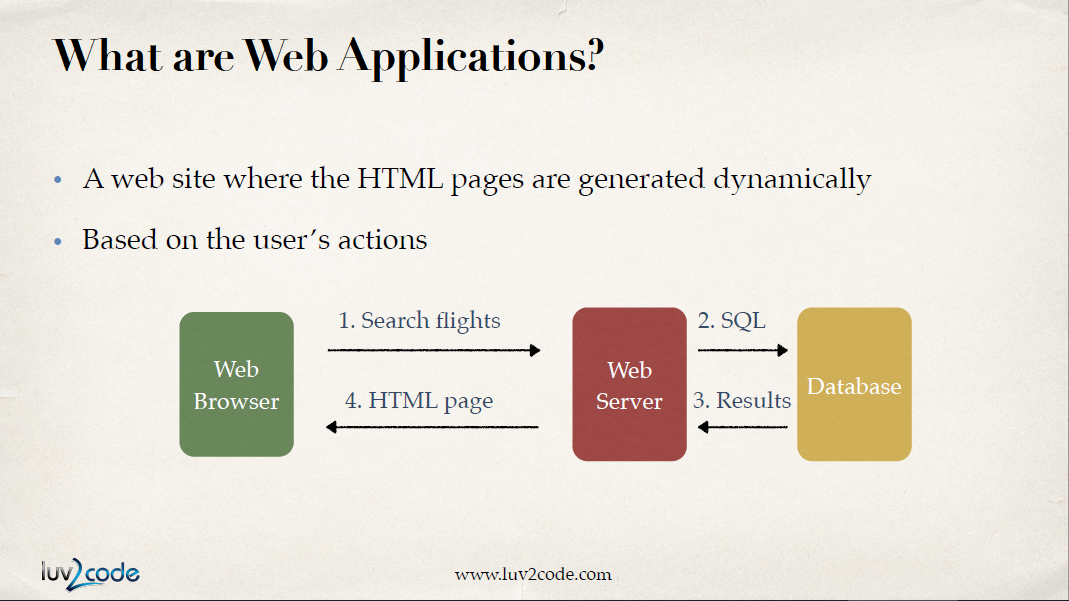 What are Web Applications?
• A web site where the HTML pages are generated dynamically
• Based on the user’s actions
Web
Browser
1. Search flights
4. HTML page
Web
Server
2. SQL
3. Results
Database
luv2code
www.luv2code.com